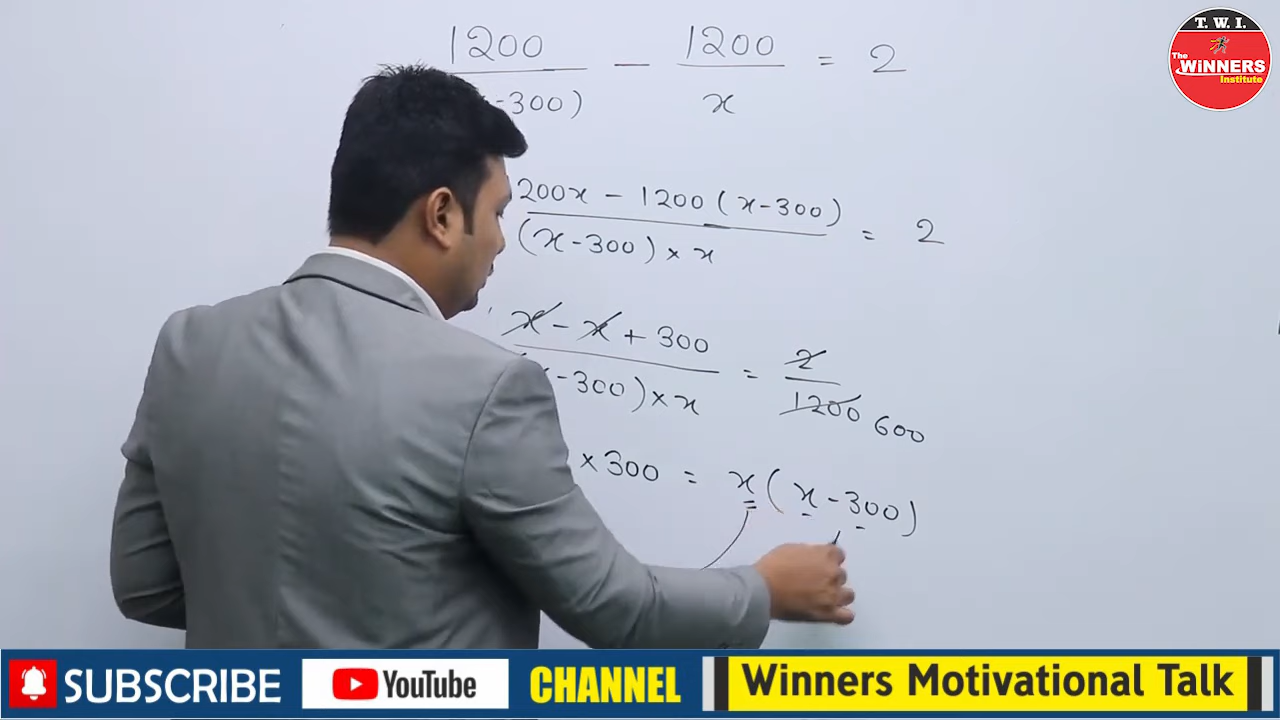 1200 - 1200 = 2
-300) x
200x - 1200 (x-300) = 2
(x-300) × x
x - x + 300 = 2
-300) × x 1200 600
× 300 = x (x - 300)
T. W. I.
The WINNERS Institute
SUBSCRIBE YouTube CHANNEL Winners Motivational Talk